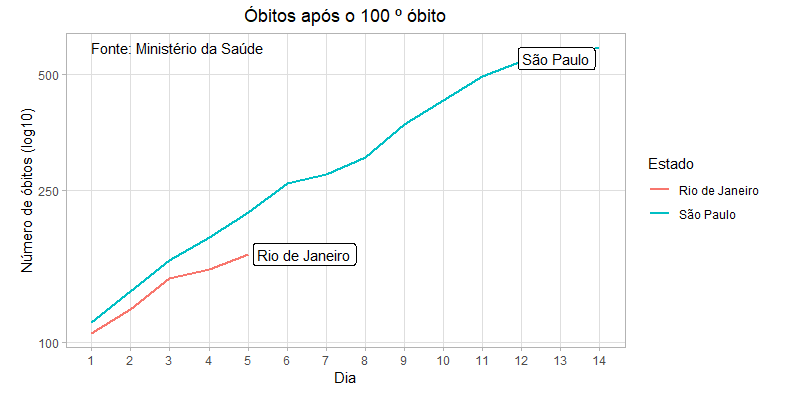 Óbitos após o 100 º óbito
Fonte: Ministério da Saúde
São Paulo
Rio de Janeiro
Número de óbitos (log10)
500
250
100
1 2 3 4 5 6 7 8 9 10 11 12 13 14
Dia
Estado
Rio de Janeiro
São Paulo